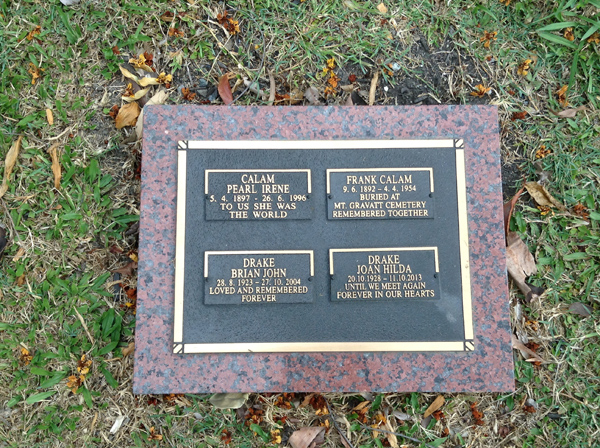 CALAM
PEARL IRENE
5. 4. 1897 - 26. 6. 1996
TO US SHE WAS
THE WORLD
FRANK CALAM
9. 6. 1892 - 4. 4. 1954
BURIED AT
MT. GRAVATT CEMETERY
REMEMBERED TOGETHER
DRAKE
BRIAN JOHN
28. 8. 1923 - 27. 10. 2004
LOVED AND REMEMBERED
FOREVER
DRAKE
JOAN HILDA
20.10.1928 - 11.10.2013
UNTIL WE MEET AGAIN
FOREVER IN OUR HEARTS